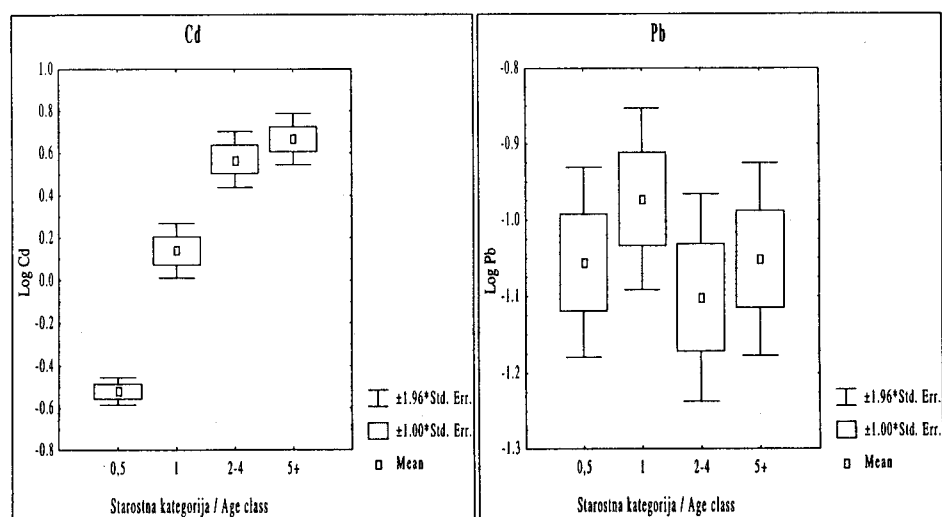 Cd
1.0
0.8
0.6
0.4
0.2
0.0
-0.2
-0.4
-0.6
-0.8
Log Cd
0,5 1 2-4 5+
Starostna kategorija / Age class
±1.96*Std. Err.
±1.00*Std. Err.
Mean
Pb
-0.8
-0.9
-1.0
-1.1
-1.2
-1.3
Log Pb
0,5 1 2-4 5+
Starostna kategorija / Age class
±1.96*Std. Err.
±1.00*Std. Err.
Mean